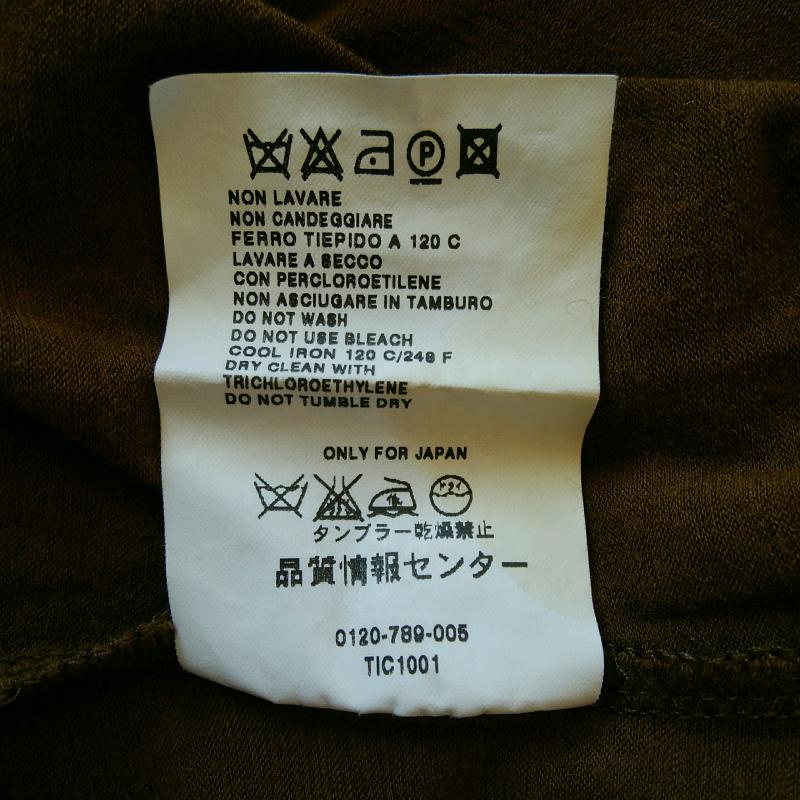 P
NON LAVARE
NON CANDEGGIARE
FERRO TIEPIDO A 120 C
LAVARE A SECCO
CON PERCLOROETILENE
NON ASCIUGARE IN TAMBURO
DO NOT WASH
DO NOT USE BLEACH
COOL IRON 120 C/248 F
DRY CLEAN WITH
TRICHLOROETHYLENE
DO NOT TUMBLE DRY
ONLY FOR JAPAN
タンブラー乾燥禁止
品質情報センター
0120-789-005
TIC1001